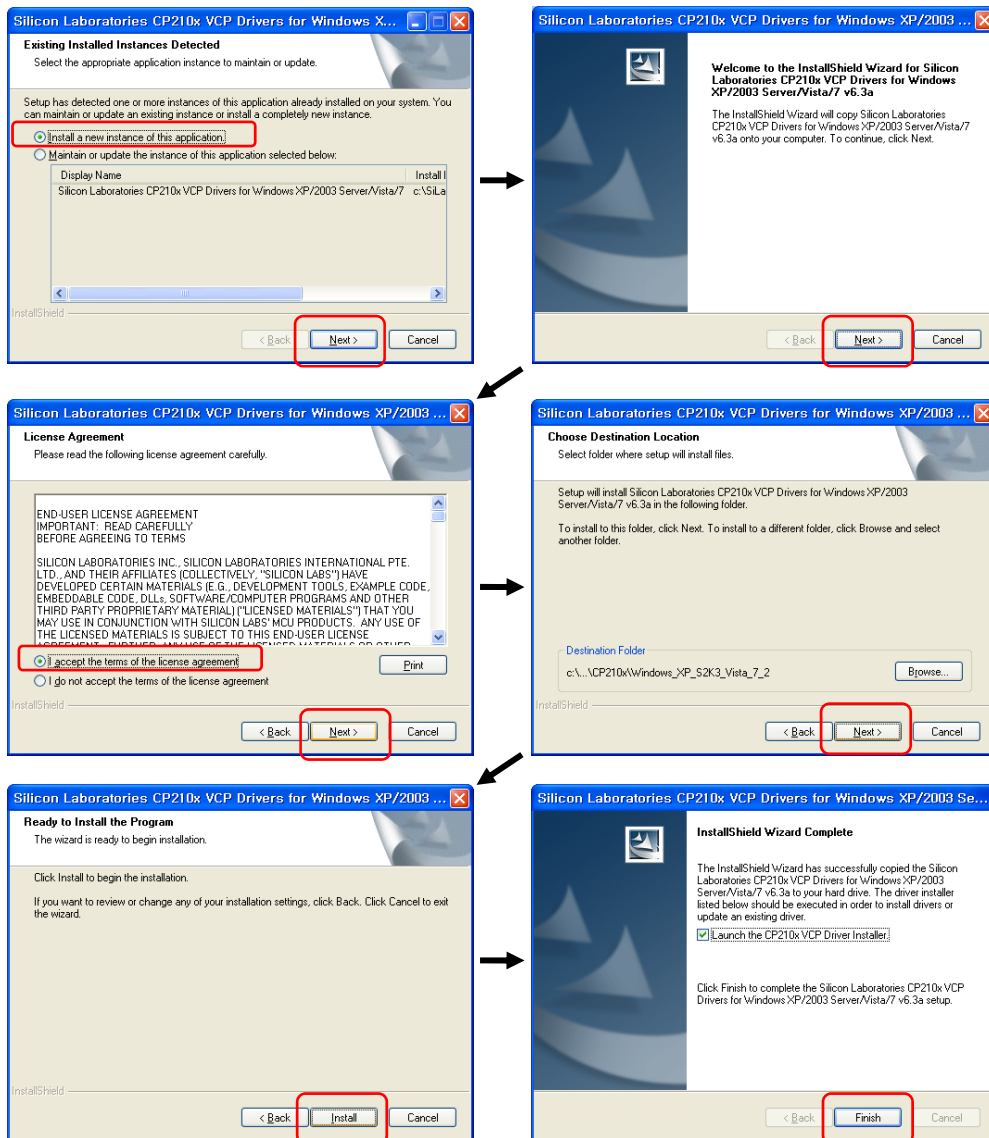 Silicon Laboratories CP210x VCP Drivers for Windows X...
Existing Installed Instances Detected
Select the appropriate application instance to maintain or update.
Setup has detected one or more instances of this application already installed on your system. You
can maintain or update an existing instance or install a completely new instance.
Install a new instance of this application.
Maintain or update the instance of this application selected below:
Display Name
Install l
Silicon Laboratories CP210x VCP Drivers for Windows XP/2003 Server/Vista/7
c:\SiLa
InstallShield
< Back
Next >
Cancel
Silicon Laboratories CP210x VCP Drivers for Windows XP/2003 ...
Welcome to the InstallShield Wizard for Silicon
Laboratories CP210x VCP Drivers for Windows
XP/2003 Server/Vista/7 v6.3a
The InstallShield Wizard will copy Silicon Laboratories
CP210x VCP Drivers for Windows XP/2003 Server/Vista/7
v6.3a onto your computer. To continue, click Next.
< Back
Next >
Cancel
Silicon Laboratories CP210x VCP Drivers for Windows XP/2003 ...
License Agreement
Please read the following license agreement carefully.
END-USER LICENSE AGREEMENT
IMPORTANT: READ CAREFULLY
BEFORE AGREEING TO TERMS
SILICON LABORATORIES INC., SILICON LABORATORIES INTERNATIONAL PTE.
LTD., AND THEIR AFFILIATES (COLLECTIVELY, "SILICON LABS") HAVE
DEVELOPED CERTAIN MATERIALS (E.G., DEVELOPMENT TOOLS, EXAMPLE CODE,
EMBEDDABLE CODE, DLLs, SOFTWARE/COMPUTER PROGRAMS AND OTHER
THIRD PARTY PROPRIETARY MATERIAL) ("LICENSED MATERIALS") THAT YOU
MAY USE IN CONJUNCTION WITH SILICON LABS' MCU PRODUCTS. ANY USE OF
THE LICENSED MATERIALS IS SUBJECT TO THIS END-USER LICENSE
AGREEMENT. FURTHER, ANY USE OF THE LICENSED MATERIALS OR OTHER
I accept the terms of the license agreement
Print
I do not accept the terms of the license agreement
InstallShield
< Back
Next >
Cancel
Silicon Laboratories CP210x VCP Drivers for Windows XP/2003 ...
Choose Destination Location
Select folder where setup will install files.
Setup will install Silicon Laboratories CP210x VCP Drivers for Windows XP/2003
Server/Vista/7 v6.3a in the following folder.
To install to this folder, click Next. To install to a different folder, click Browse and select
another folder.
Destination Folder
c:\...\CP210x\Windows_XP_S2K3_Vista_7_2
Browse...
InstallShield
< Back
Next >
Cancel
Silicon Laboratories CP210x VCP Drivers for Windows XP/2003 ...
Ready to Install the Program
The wizard is ready to begin installation.
Click Install to begin the installation.
If you want to review or change any of your installation settings, click Back. Click Cancel to exit
the wizard.
InstallShield
< Back
Install
Cancel
Silicon Laboratories CP210x VCP Drivers for Windows XP/2003 Se...
InstallShield Wizard Complete
The InstallShield Wizard has successfully copied the Silicon
Laboratories CP210x VCP Drivers for Windows XP/2003
Server/Vista/7 v6.3a to your hard drive. The driver installer
listed below should be executed in order to install drivers or
update an existing driver.
Launch the CP210x VCP Driver Installer.
Click Finish to complete the Silicon Laboratories CP210x VCP
Drivers for Windows XP/2003 Server/Vista/7 v6.3a setup.
< Back
Finish
Cancel